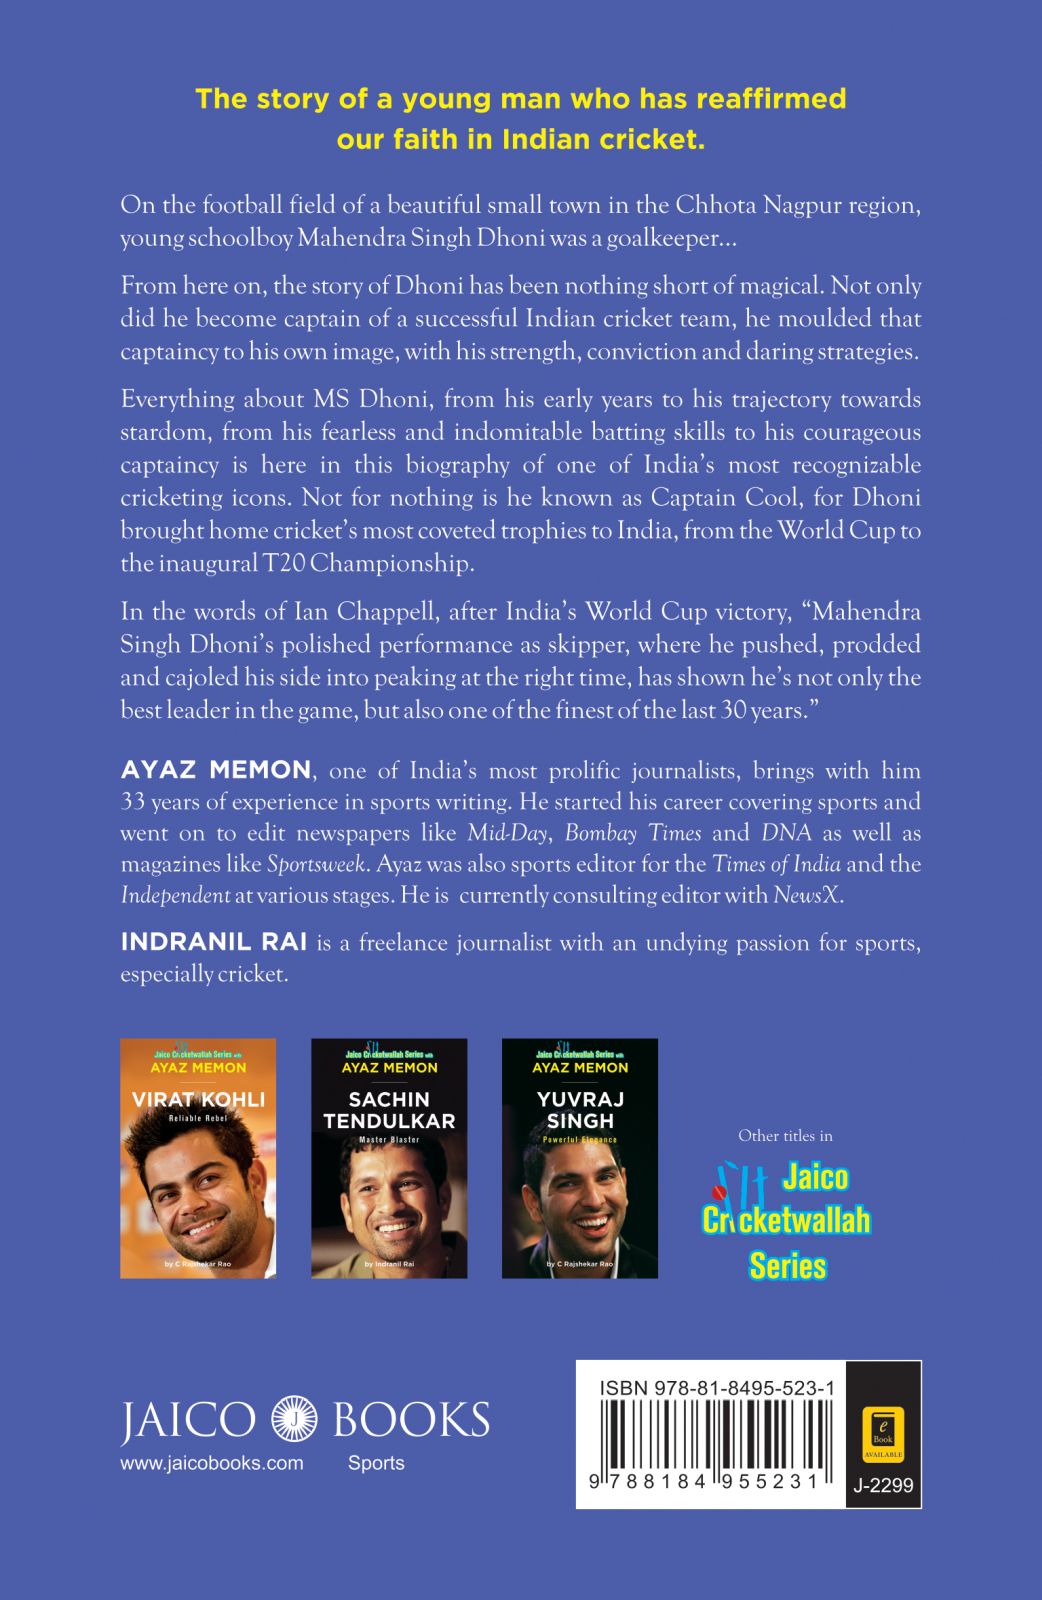 The story of a young man who has reaffirmed
our faith in Indian cricket.
On the football field of a beautiful small town in the Chhota Nagpur region,
young schoolboy Mahendra Singh Dhoni was a goalkeeper...
From here on, the story of Dhoni has been nothing short of magical. Not only
did he become captain of a successful Indian cricket team, he moulded that
captaincy to his own image, with his strength, conviction and daring strategies.
Everything about MS Dhoni, from his early years to his trajectory towards
stardom, from his fearless and indomitable batting skills to his courageous
captaincy is here in this biography of one of India's most recognizable
cricketing icons. Not for nothing is he known as Captain Cool, for Dhoni
brought home cricket's most coveted trophies to India, from the World Cup to
the inaugural T20 Championship.
In the words of Ian Chappell, after India's World Cup victory, “Mahendra
Singh Dhoni's polished performance as skipper, where he pushed, prodded
and cajoled his side into peaking at the right time, has shown he's not only the
best leader in the game, but also one of the finest of the last 30 years.”
AYAZ MEMON, one of India's most prolific journalists, brings with him
33 years of experience in sports writing. He started his career covering sports and
went on to edit newspapers like Mid-Day, Bombay Times and DNA as well as
magazines like Sportsweek. Ayaz was also sports editor for the Times of India and the
Independent at various stages. He is currently consulting editor with NewsX.
INDRANIL RAI is a freelance journalist with an undying passion for sports,
especially cricket.
Jaico Cricketwallah Series with
AYAZ MEMON
VIRAT KOHLI
Reliable Rebel
by C Rajshekar Rao
Jaico Cricketwallah Series with
AYAZ MEMON
SACHIN
TENDULKAR
Master Blaster
by Indranil Rai
Jaico Cricketwallah Series with
AYAZ MEMON
YUVRAJ
SINGH
Powerful Elegance
by C Rajshekar Rao
Other titles in
Jaico
Cricketwallah
Series
JAICO J BOOKS
www.jaicobooks.com Sports
ISBN 978-81-8495-523-1
9 788184 955231
e
Book
AVAILABLE
J-2299